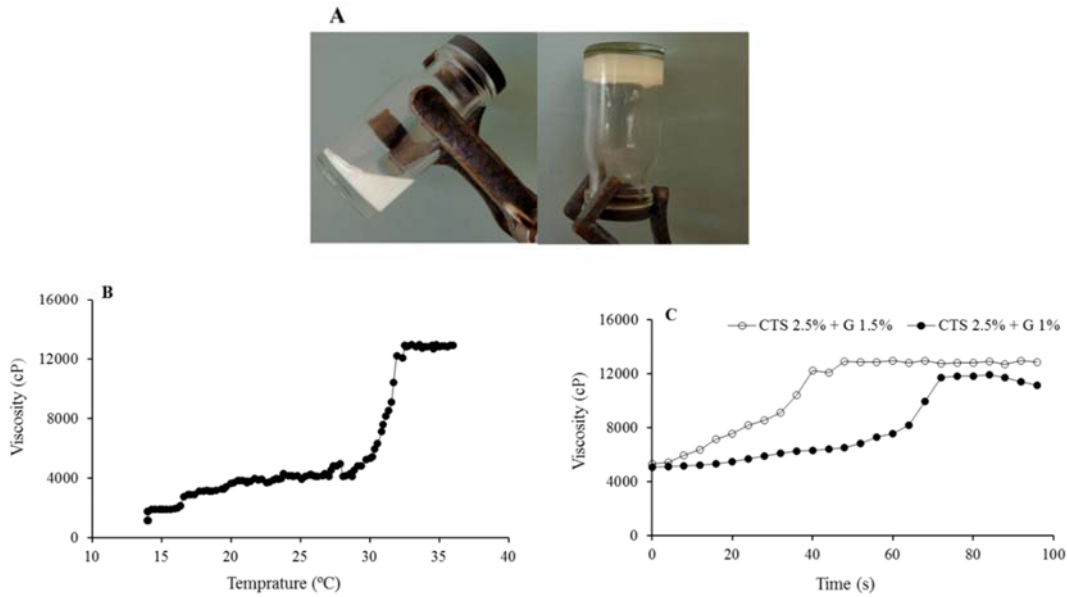 A
B
16000
12000
8000
4000
0
Viscosity (cP)
10 15 20 25 30 35 40
Temprature (ºC)
C
CTS 2.5% + G 1.5% CTS 2.5% + G 1%
16000
12000
8000
4000
0
Viscosity (cP)
0 20 40 60 80 100
Time (s)